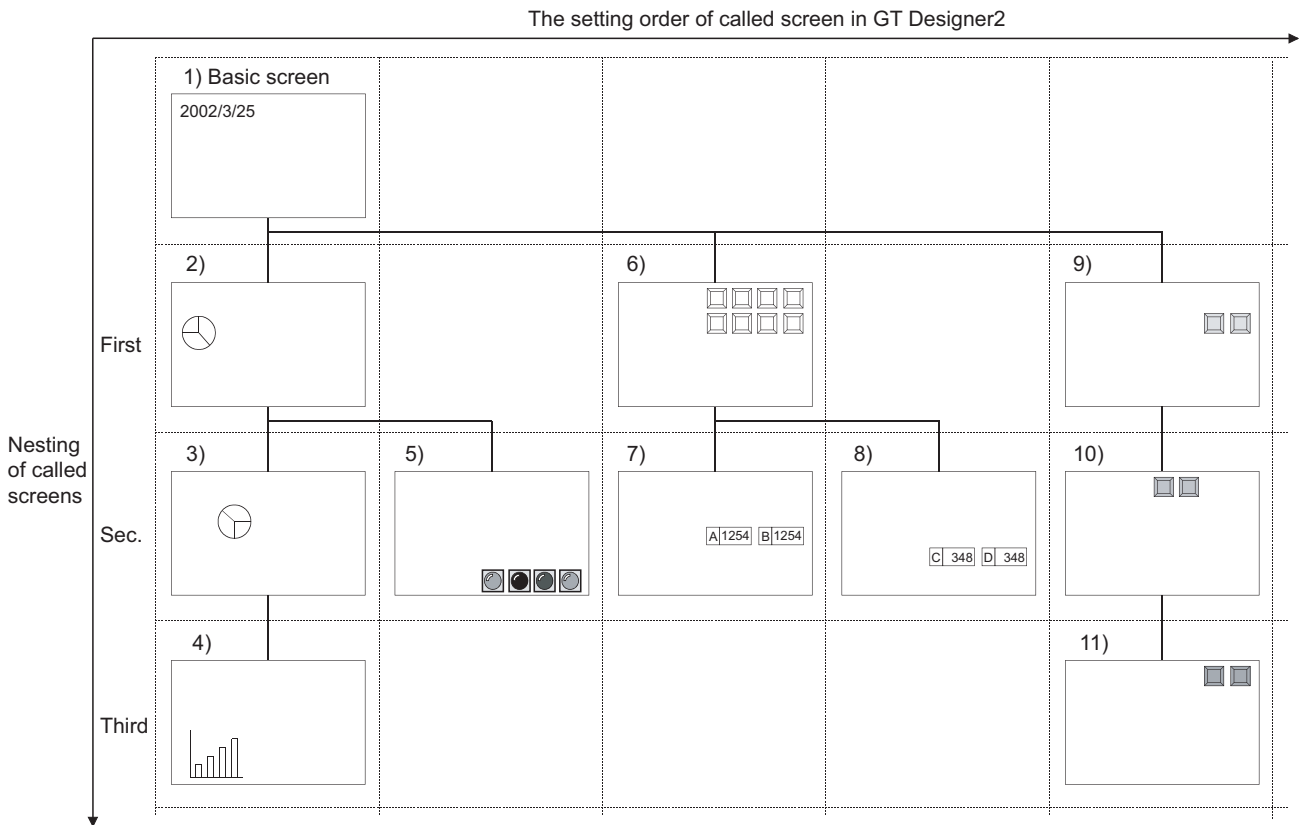 The setting order of called screen in GT Designer2
1) Basic screen
2002/3/25
2)
6)
9)
First
Nesting
of called
screens
3)
5)
7)
8)
10)
Sec.
A 1254 B 1254
C 348 D 348
4)
11)
Third